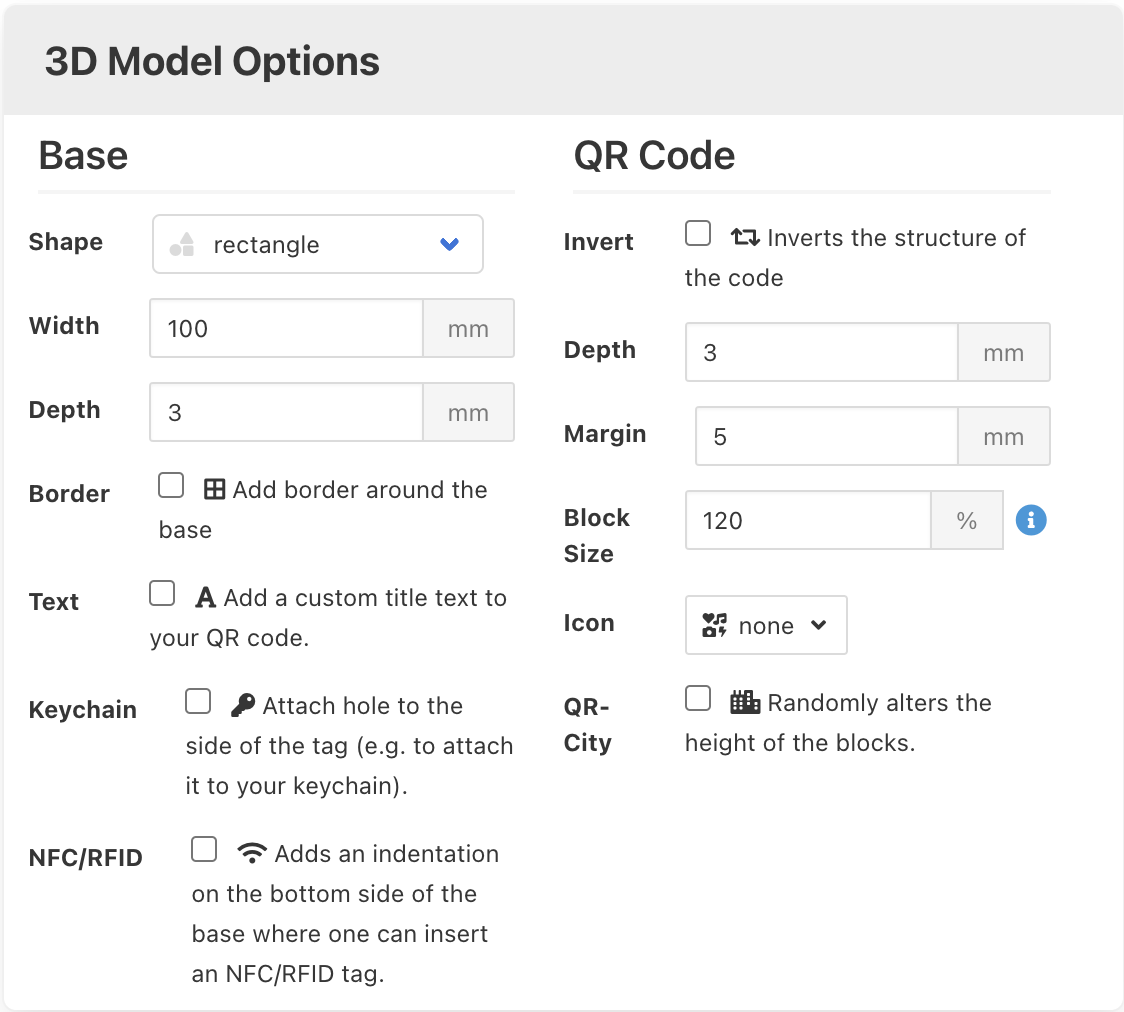 3D Model Options
Base
Shape
rectangle
Width
100
mm
Depth
3
mm
Border
Add border around the
base
Text
Add a custom title text to
your QR code.
Keychain
Attach hole to the
side of the tag (e.g. to attach
it to your keychain).
NFC/RFID
Adds an indentation
on the bottom side of the
base where one can insert
an NFC/RFID tag.
QR Code
Invert
Inverts the structure of
the code
Depth
3
mm
Margin
5
mm
Block
Size
120
%
Icon
none
QR-
City
Randomly alters the
height of the blocks.